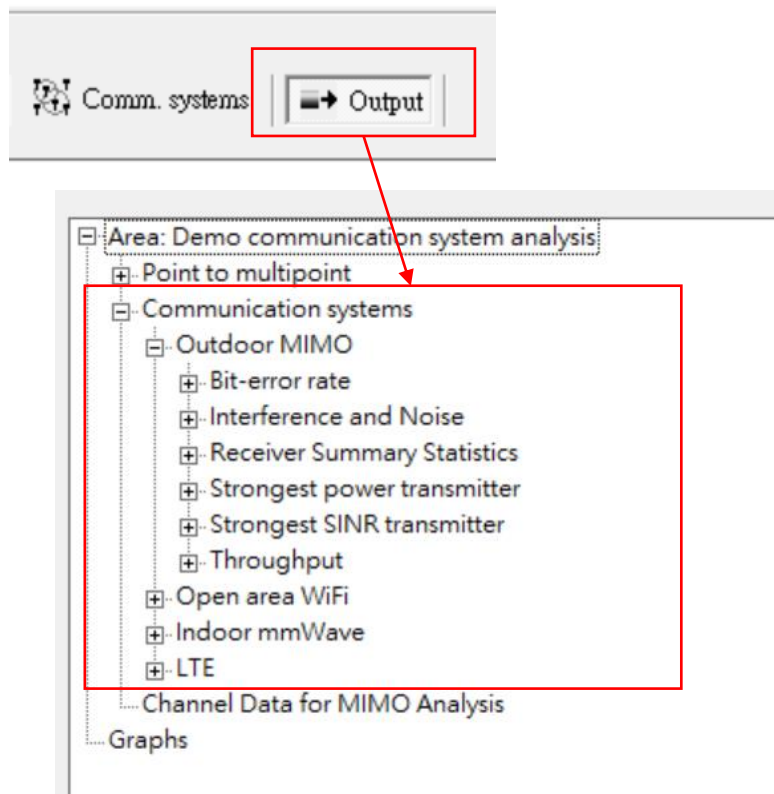 Comm. systems
Output
Area: Demo communication system analysis
Point to multipoint
Communication systems
Outdoor MIMO
Bit-error rate
Interference and Noise
Receiver Summary Statistics
Strongest power transmitter
Strongest SINR transmitter
Throughput
Open area WiFi
Indoor mmWave
LTE
Channel Data for MIMO Analysis
Graphs